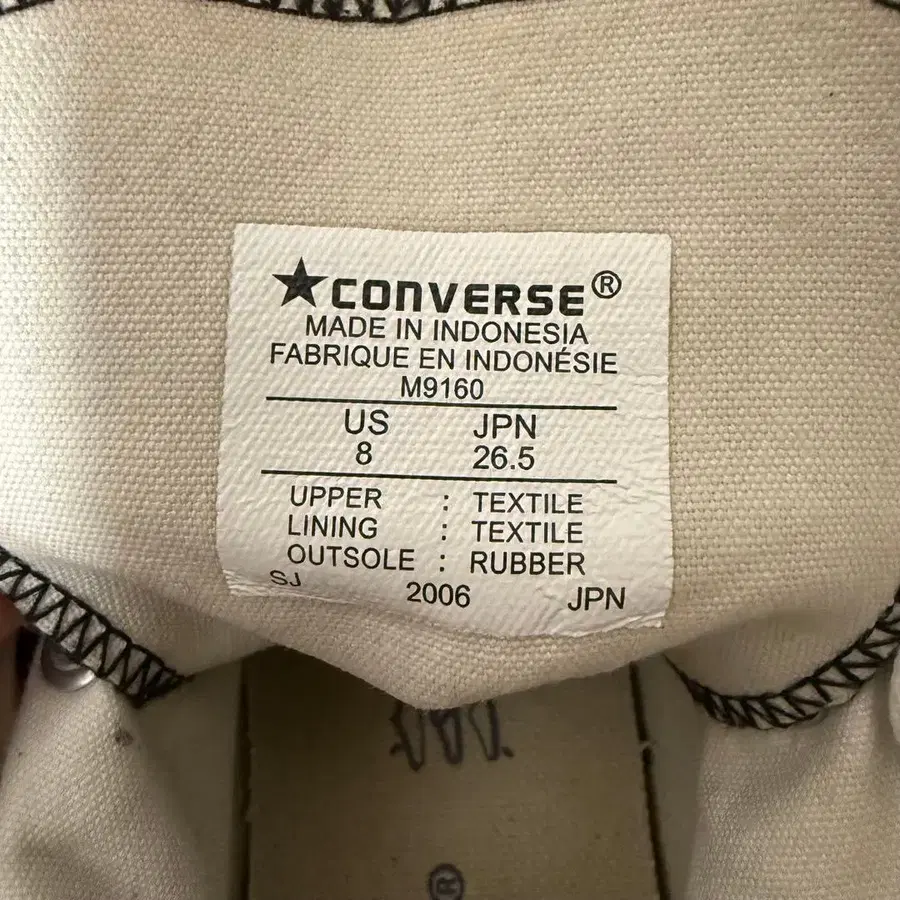 ★CONVERSE®
MADE IN INDONESIA
FABRIQUE EN INDONÉSIE
M9160
US JPN
8 26.5
UPPER : TEXTILE
LINING : TEXTILE
OUTSOLE : RUBBER
SJ 2006 JPN
®